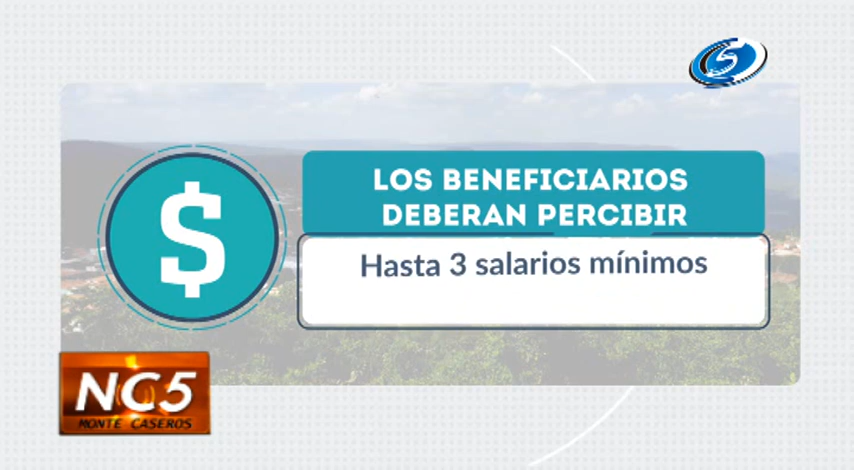 LOS BENEFICIARIOS
DEBERAN PERCIBIR
$
Hasta 3 salarios mínimos
NC5
MONTE CASEROS